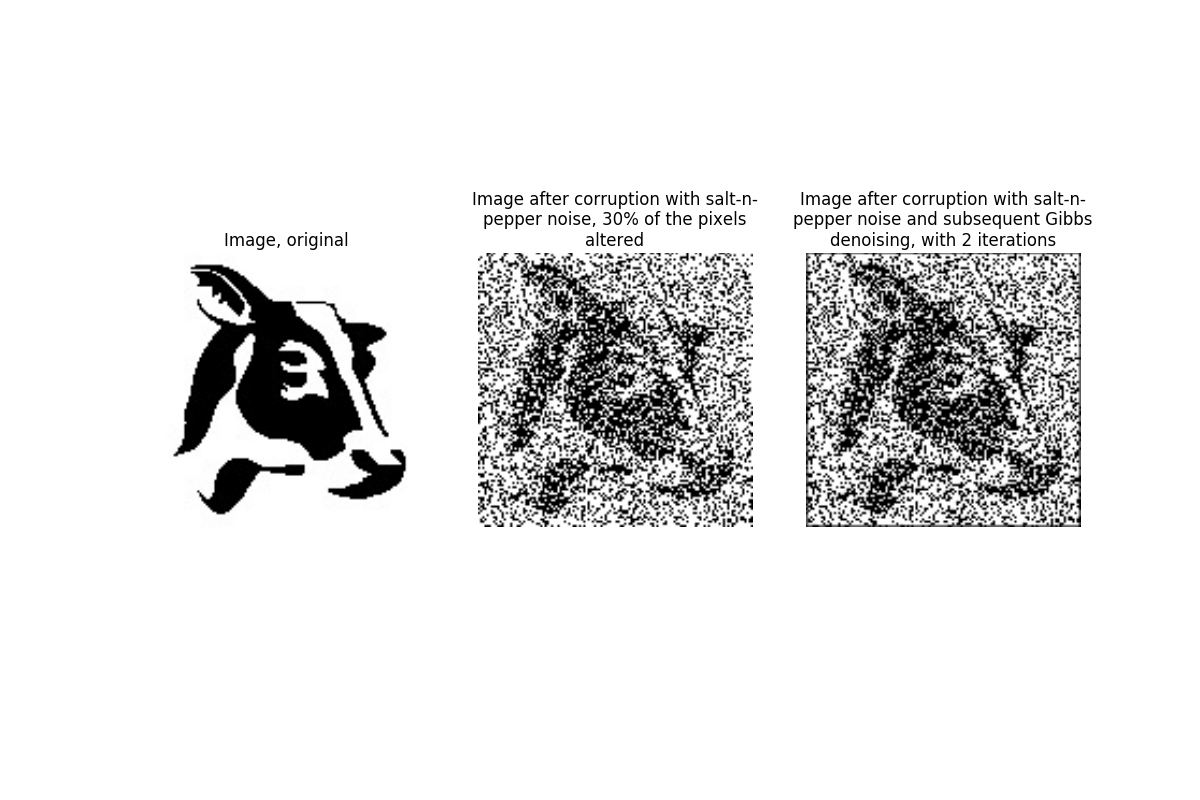 Image, original
Image after corruption with salt-n-
pepper noise, 30% of the pixels
altered
Image after corruption with salt-n-
pepper noise and subsequent Gibbs
denoising, with 2 iterations